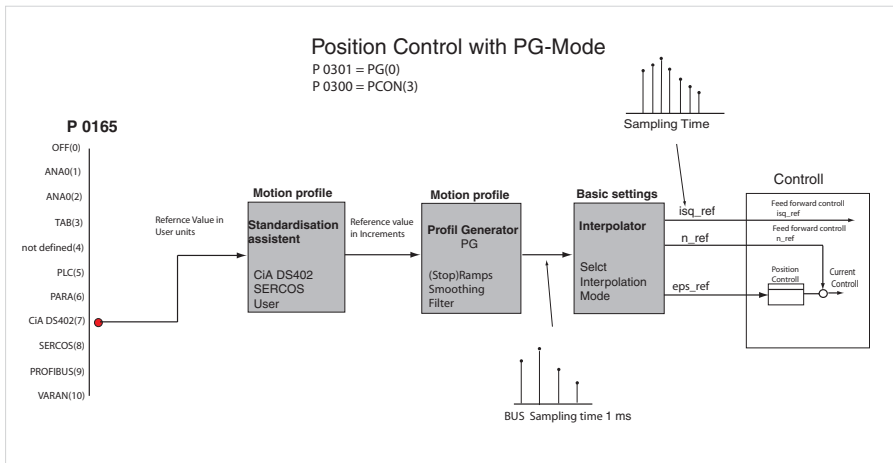 Position Control with PG-Mode
P 0301 = PG(0)
P 0300 = PCON(3)
P 0165
OFF(0)
ANA0(1)
ANA0(2)
TAB(3)
not defined(4)
PLC(5)
PARA(6)
CiA DS402(7)
SERCOS(8)
PROFIBUS(9)
VARAN(10)
Refernce Value in
User units
Motion profile
Standardisation
assistent
CiA DS402
SERCOS
User
Reference value
in Increments
Motion profile
Profil Generator
PG
(Stop)Ramps
Smoothing
Filter
BUS Sampling time 1 ms
Basic settings
Interpolator
Selct
Interpolation
Mode
Sampling Time
isq_ref
n_ref
eps_ref
Controll
Feed forward controll
isq_ref
Feed forward controll
n_ref
Position
Controll
Current
Controll